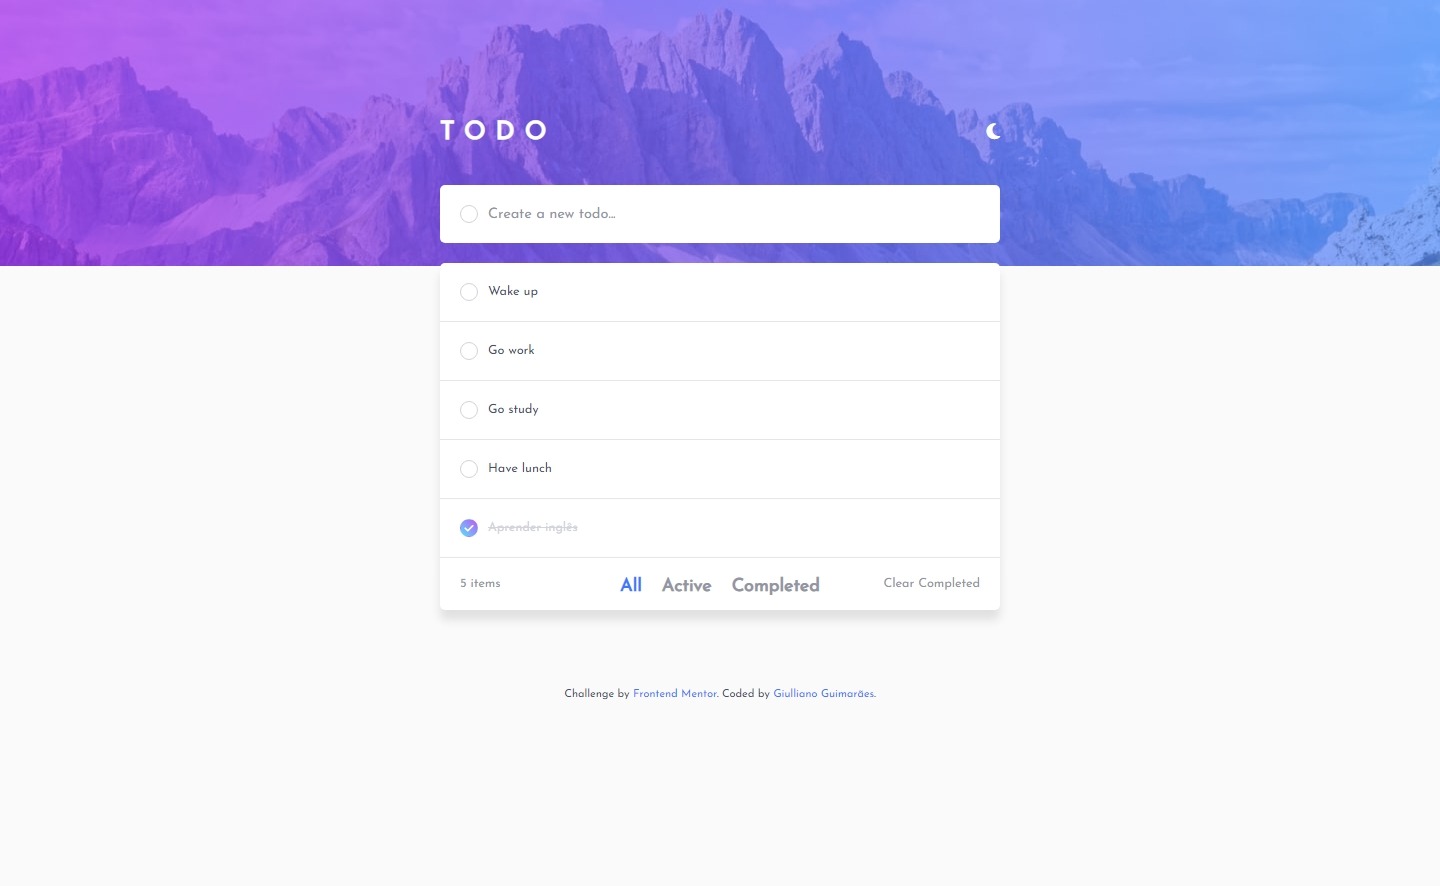 TODO
Create a new todo...
Wake up
Go work
Go study
Have lunch
Aprender inglês
5 items All Active Completed Clear Completed
Challenge by Frontend Mentor. Coded by Giulliano Guimarães.